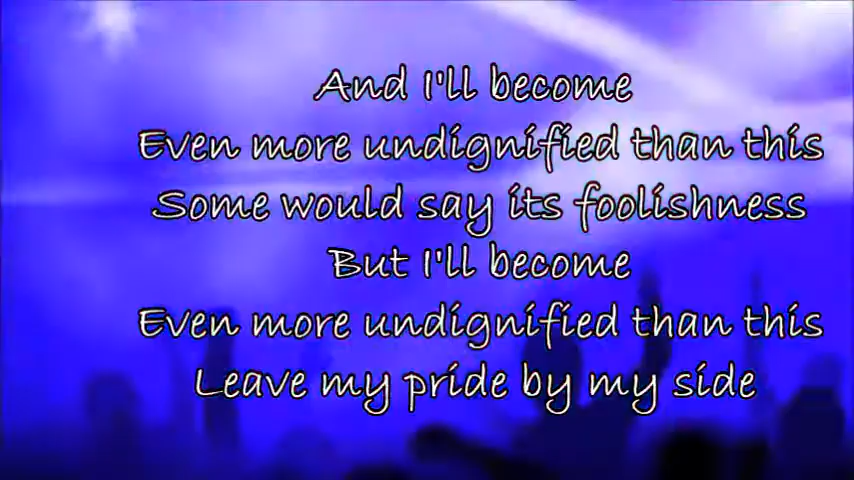 And I'll become
Even more undignified than this
Some would say its foolishness
But I'll become
Even more undignified than this
Leave my pride by my side